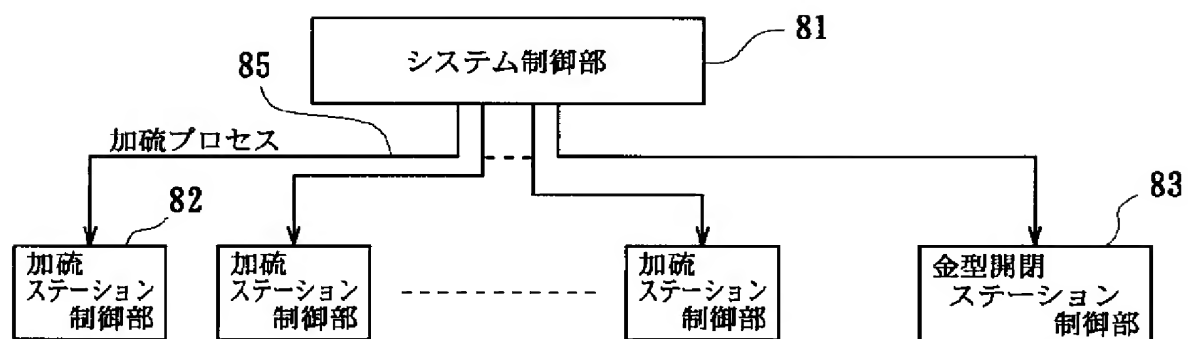 81
システム制御部
85
加硫プロセス
82
83
加硫
ステーション
制御部
加硫
ステーション
制御部
加硫
ステーション
制御部
金型開閉
ステーション
制御部